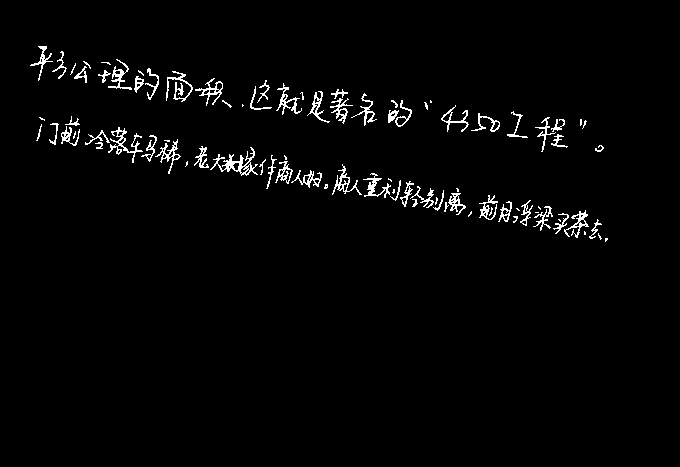 平方公理的面积、这就是著名的“4350工程”。
门前冷落车马稀，老大嫁作商人妇。商人重利轻别离，前月浮梁买茶去。